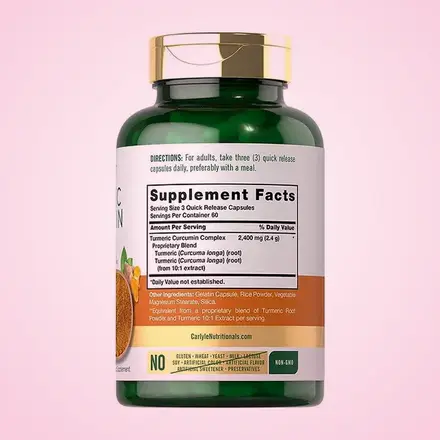 DIRECTIONS: For adults, take three (3) quick release
capsules daily, preferably with a meal.
Supplement Facts
Serving Size 3 Quick Release Capsules
Servings Per Container 60
Amount Per Serving % Daily Value
Turmeric Curcumin Complex 2,400 mg (2.4 g) *
Proprietary Blend
Turmeric (Curcuma longa) (root)
Turmeric (Curcuma longa) (root)
(from 10:1 extract)
*Daily Value not established.
Other Ingredients: Gelatin Capsule, Rice Powder, Vegetable
Magnesium Stearate, Silica.
Equivalent from a proprietary blend of Turmeric Root
Powder and Turmeric 10:1 Extract per serving.
CarlyleNutritionals.com
NO
GLUTEN • WHEAT • YEAST • MILK • LACTOSE
SOY • ARTIFICIAL COLOR • ARTIFICIAL FLAVOR
ARTIFICIAL SWEETENER • PRESERVATIVES
NON-GMO